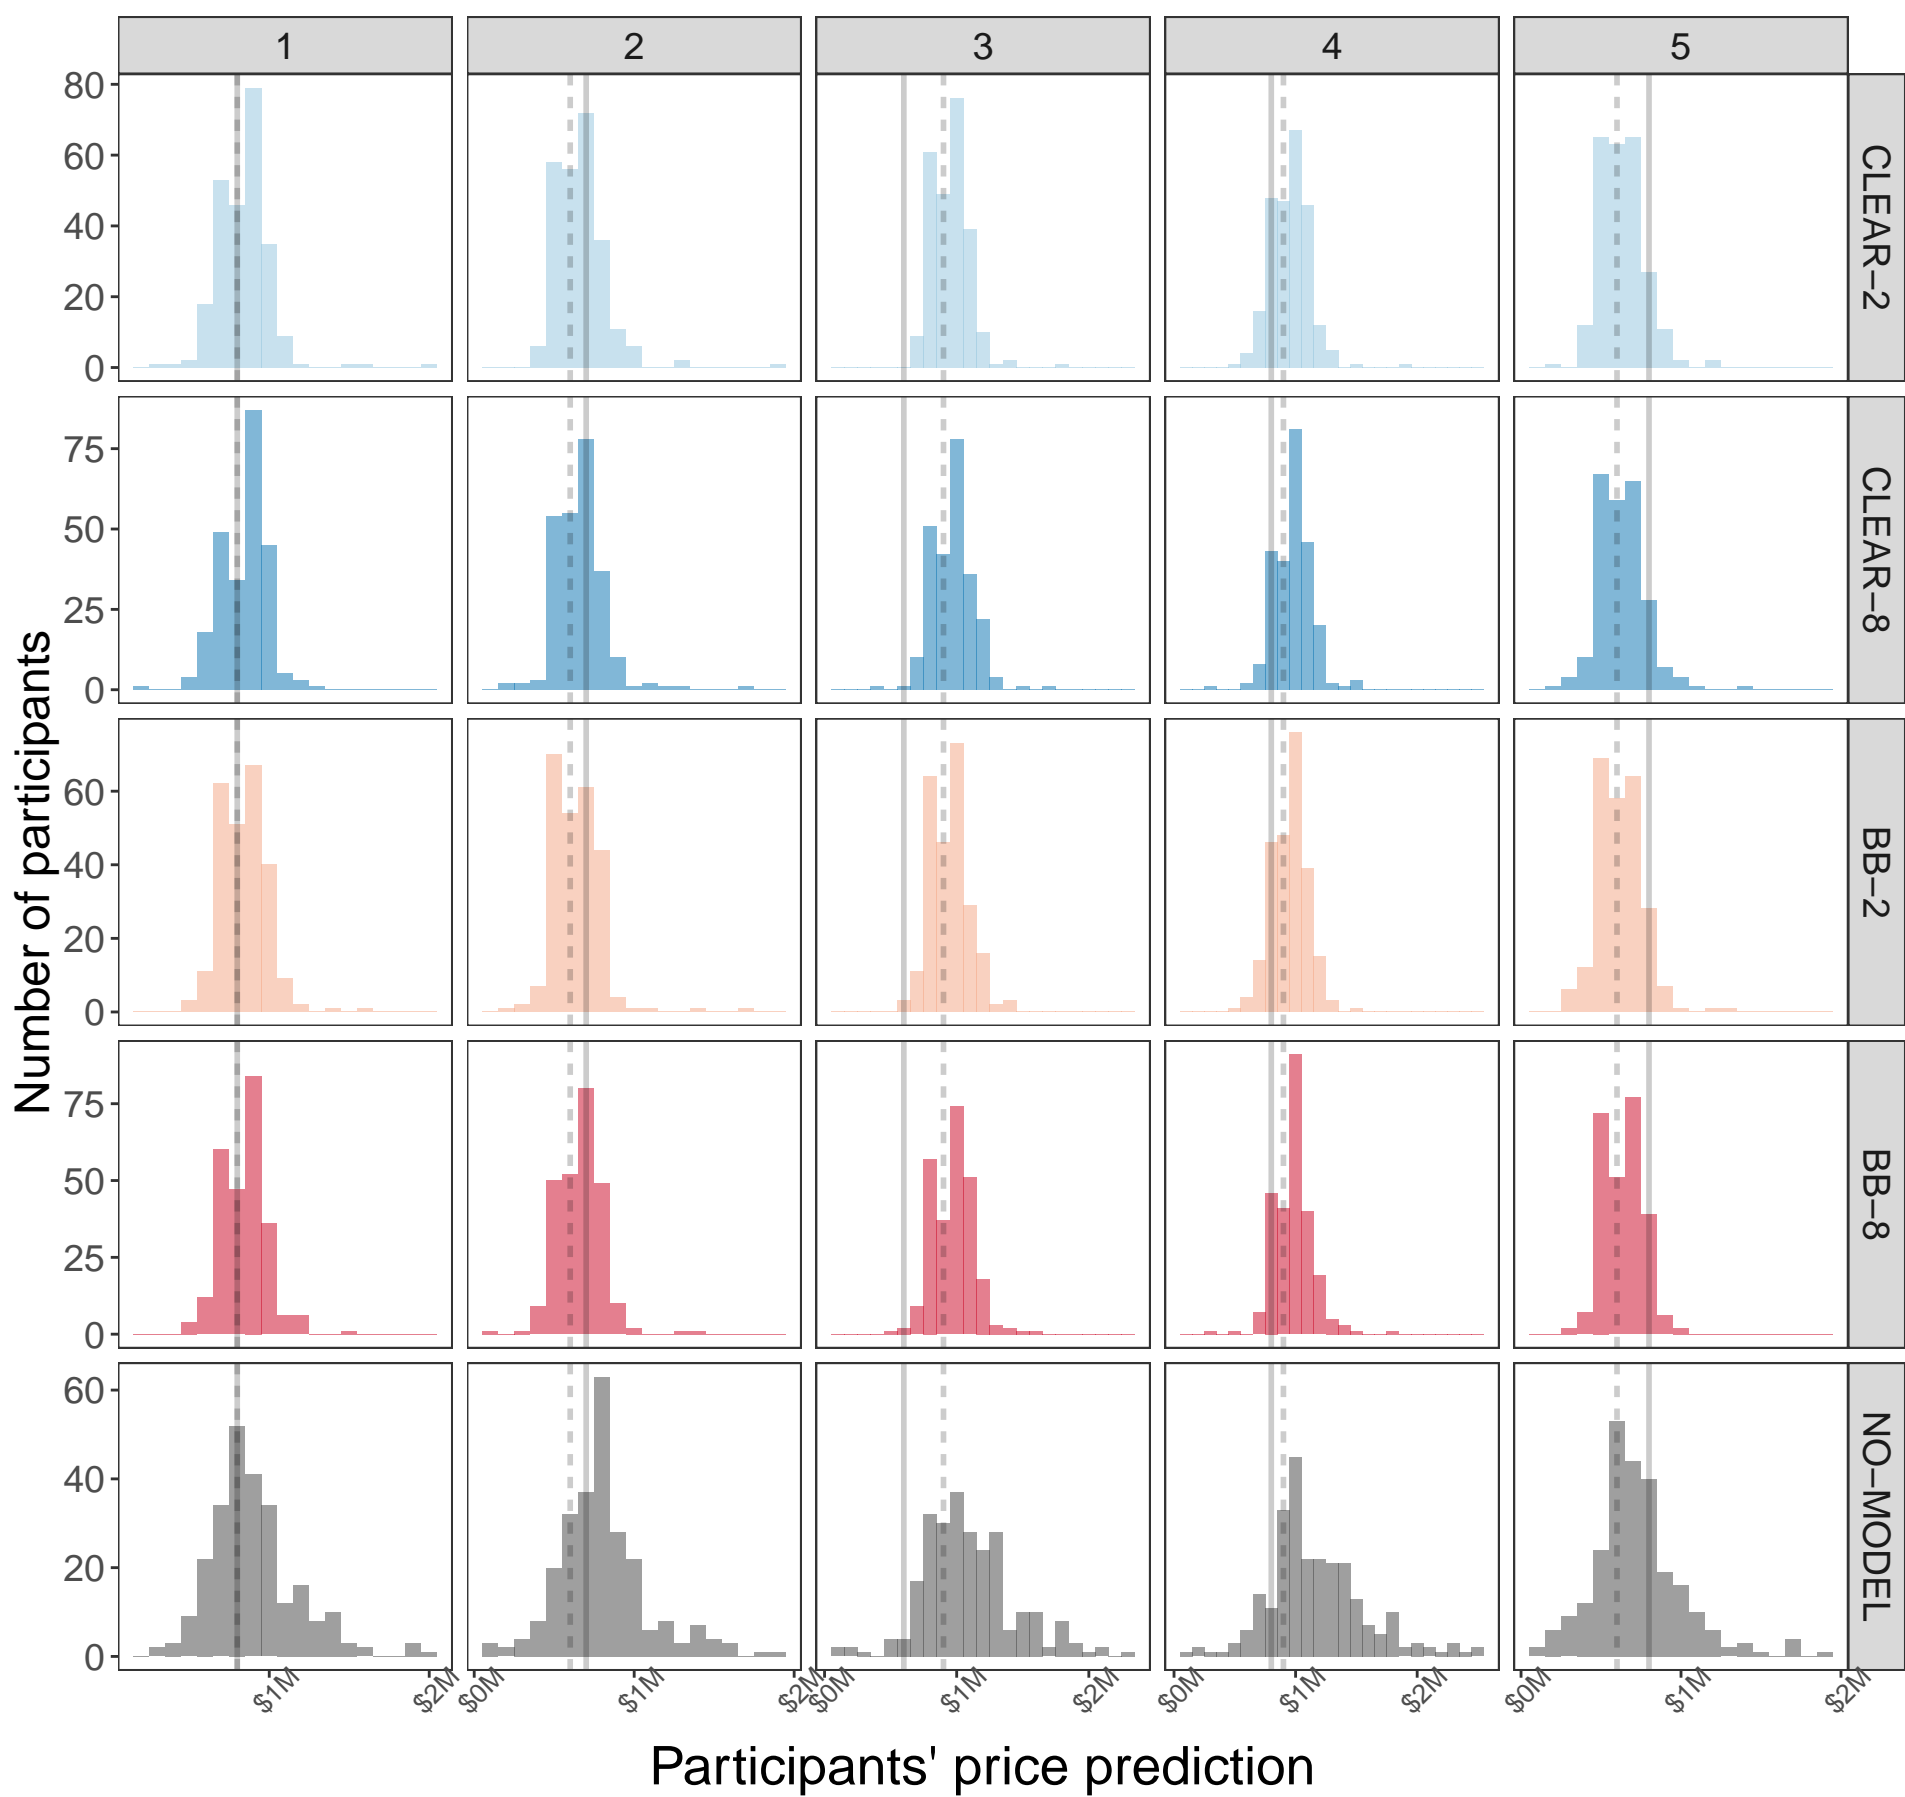 1 2 3 4 5
80
60
40
20
0
CLEAR−2
75
50
25
0
CLEAR−8
60
40
20
0
BB−2
75
50
25
0
BB−8
60
40
20
0
NO−MODEL
$1M $2M $0M $1M $2M $0M $1M $2M $0M $1M $2M $0M $1M $2M
Number of participants
Participants' price prediction